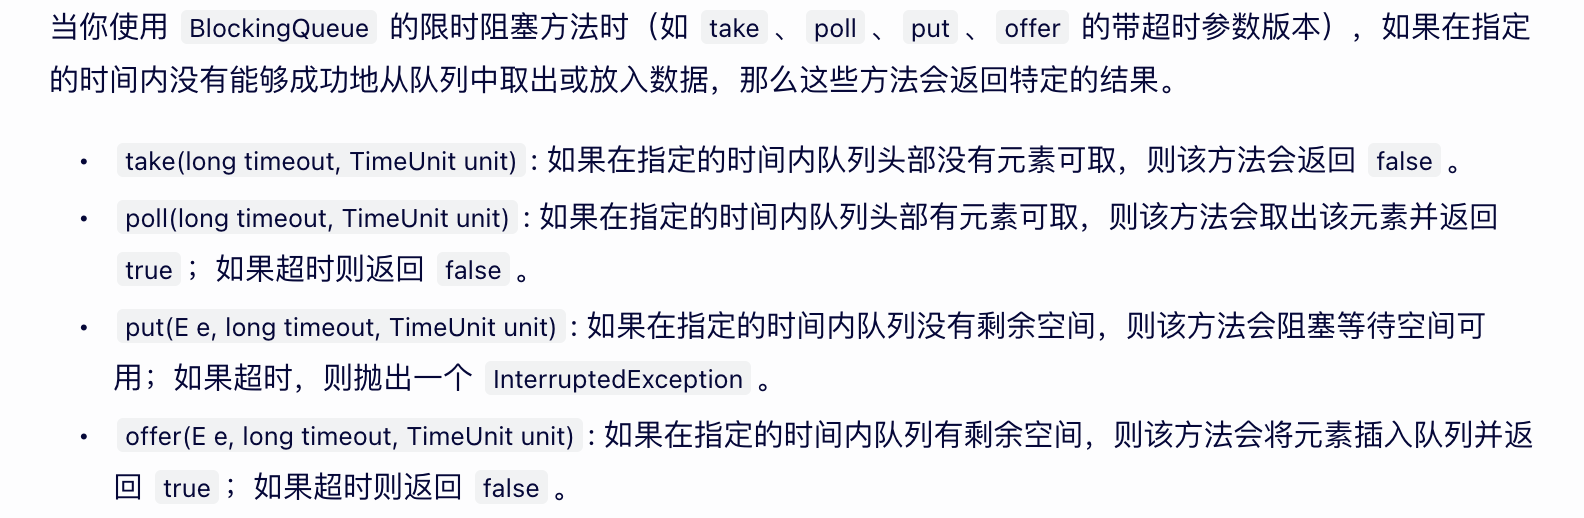 当你使用 BlockingQueue 的限时阻塞方法时（如 take 、 poll 、 put 、 offer 的带超时参数版本），如果在指定
的时间内没有能够成功地从队列中取出或放入数据，那么这些方法会返回特定的结果。
• take(long timeout, TimeUnit unit) : 如果在指定的时间内队列头部没有元素可取，则该方法会返回 false 。
• poll(long timeout, TimeUnit unit) : 如果在指定的时间内队列头部有元素可取，则该方法会取出该元素并返回
true ；如果超时则返回 false 。
• put(E e, long timeout, TimeUnit unit) : 如果在指定的时间内队列没有剩余空间，则该方法会阻塞等待空间可
用；如果超时，则抛出一个 InterruptedException 。
• offer(E e, long timeout, TimeUnit unit) : 如果在指定的时间内队列有剩余空间，则该方法会将元素插入队列并返
回 true ；如果超时则返回 false 。